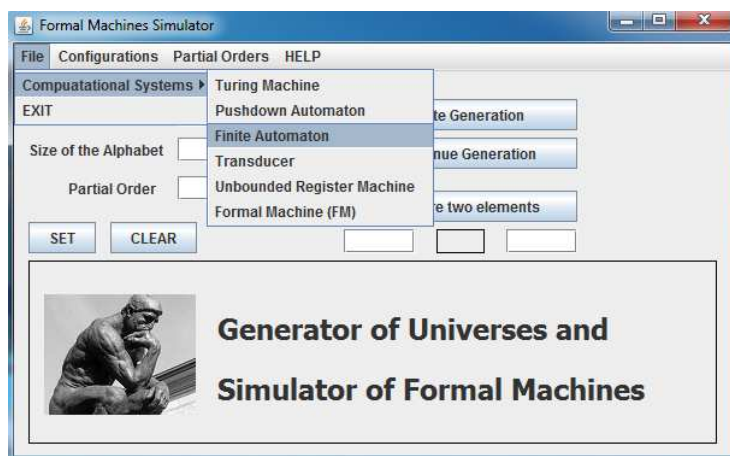 Formal Machines Simulator
File Configurations Partial Orders HELP
Compuatational Systems
EXIT
Turing Machine
Pushdown Automaton
Finite Automaton
Transducer
Unbounded Register Machine
Formal Machine (FM)
Generation
Size of the Alphabet
Generation
Partial Order
two elements
SET CLEAR
Generator of Universes and
Simulator of Formal Machines